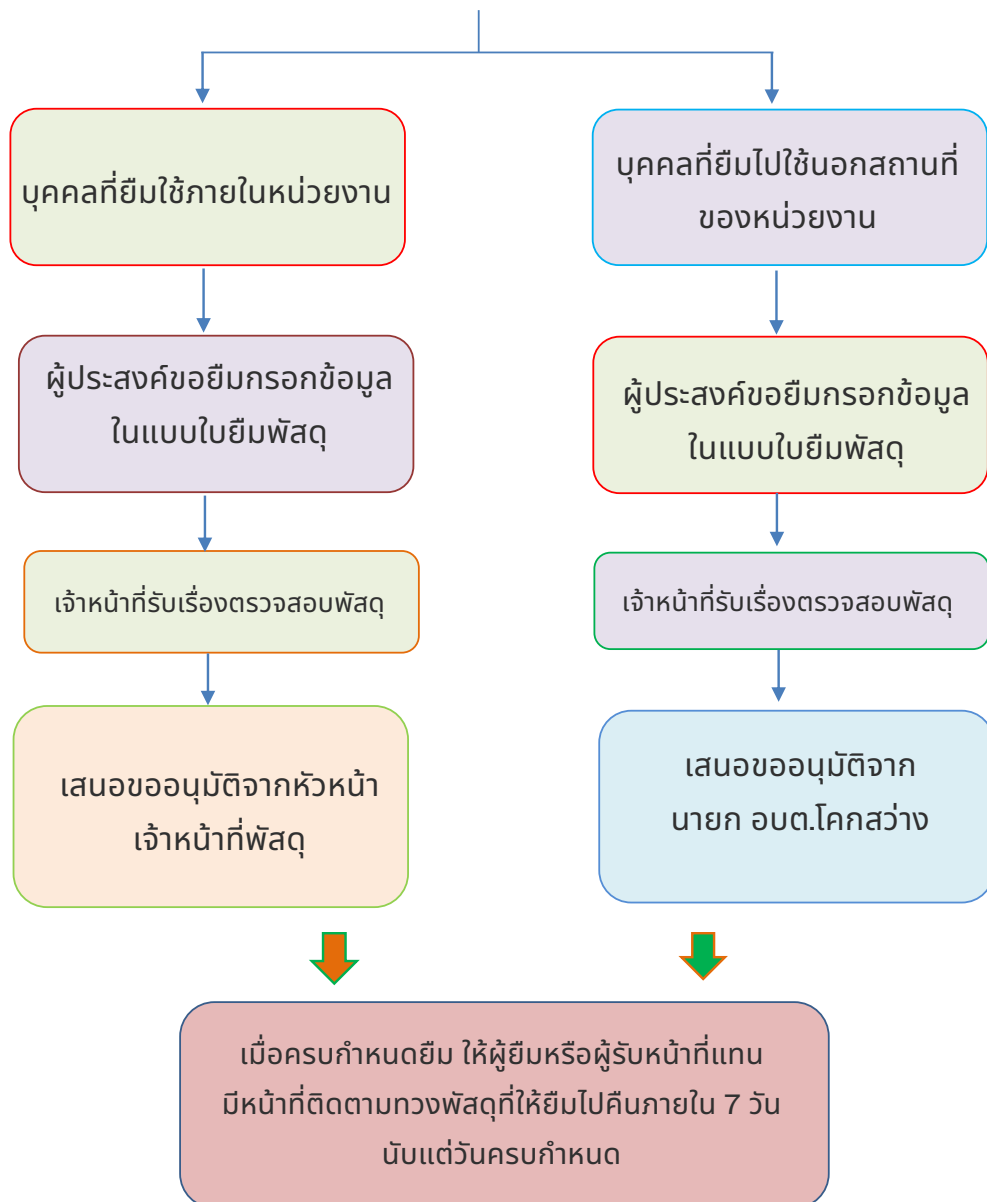 บุคคลที่ยืมใช้ภายในหน่วยงาน
บุคคลที่ยืมไปใช้นอกสถานที่
ของหน่วยงาน
ผู้ประสงค์ขอยืมกรอกข้อมูล
ในแบบใบยืมพัสดุ
ผู้ประสงค์ขอยืมกรอกข้อมูล
ในแบบใบยืมพัสดุ
เจ้าหน้าที่รับเรื่องตรวจสอบพัสดุ
เจ้าหน้าที่รับเรื่องตรวจสอบพัสดุ
เสนอขออนุมัติจากหัวหน้า
เจ้าหน้าที่พัสดุ
เสนอขออนุมัติจาก
นายก อบต.โคกสว่าง
เมื่อครบกำหนดยืม ให้ผู้ยืมหรือผู้รับหน้าที่แทน
มีหน้าที่ติดตามทวงพัสดุที่ให้ยืมไปคืนภายใน 7 วัน
นับแต่วันครบกำหนด